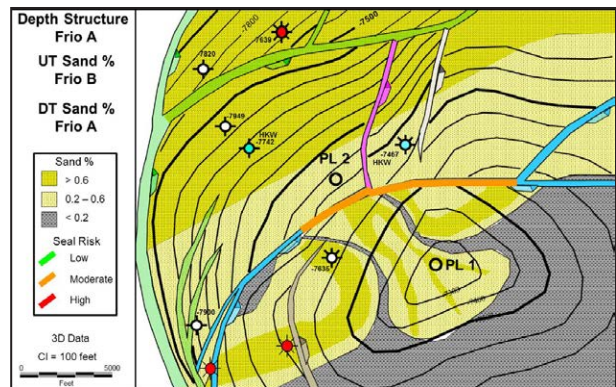 Depth Structure
Frio A
UT Sand %
Frio B
DT Sand %
Frio A
Sand %
> 0.6
0.2 – 0.6
< 0.2
Seal Risk
Low
Moderate
High
3D Data
CI = 100 feet
0
5000
Feet
-7800
-7500
-7639
-7820
-7949
HKW
-7742
-7467
HKW
PL 2
PL 1
-7635
-7900